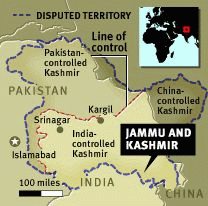 DISPUTED TERRITORY
Pakistan-
controlled
Kashmir
Line of
control
PAKISTAN
China-
controlled
Kashmir
Kargil
Srinagar
India-
controlled
Kashmir
JAMMU AND
KASHMIR
Islamabad
100 miles
INDIA
CHINA